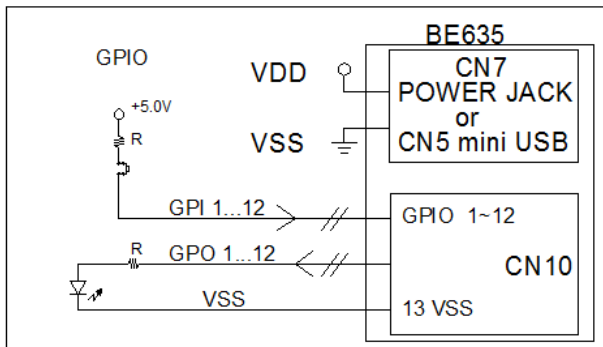 BE635
GPIO
VDD
CN7
POWER JACK
or
CN5 mini USB
+5.0V
R
VSS
GPI 1...12
GPIO 1~12
R
GPO 1...12
CN10
VSS
13 VSS